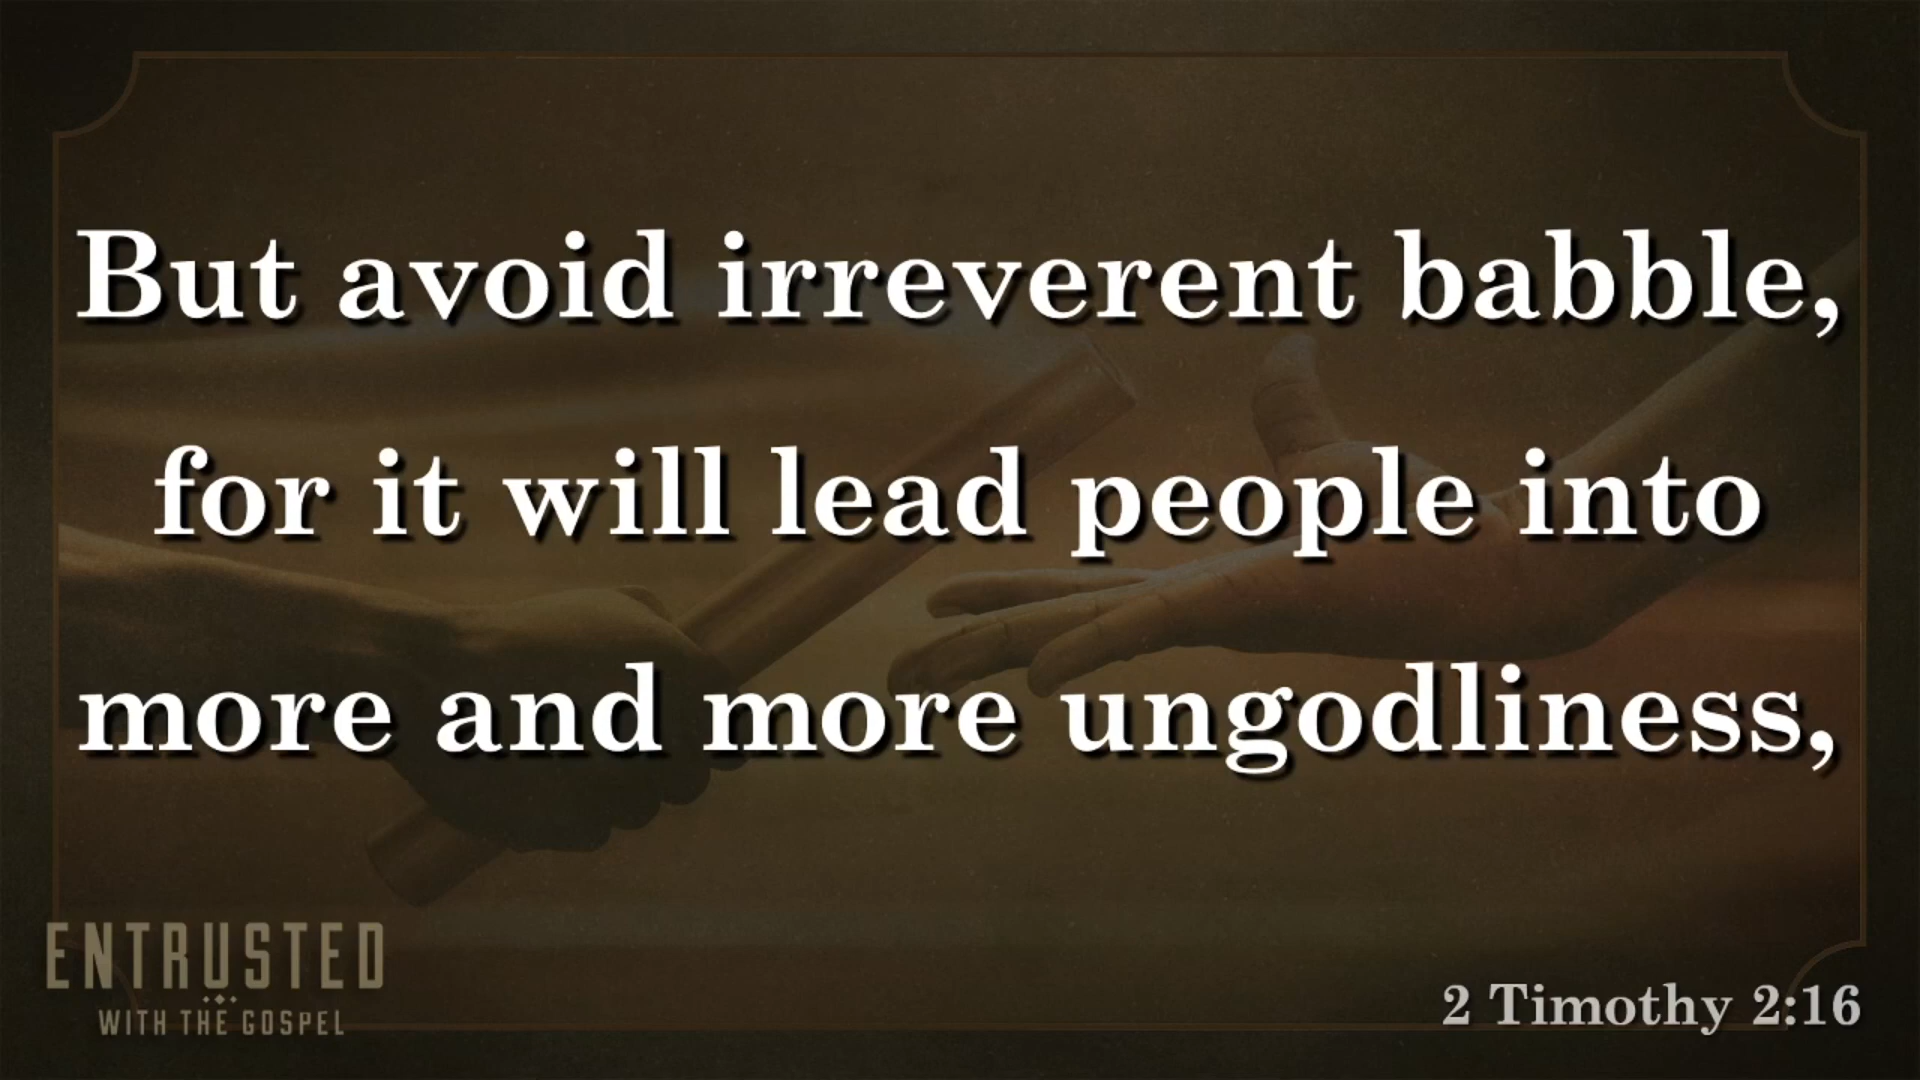 But avoid irreverent babble,
for it will lead people into
more and more ungodliness,
ENTRUSTED
WITH THE GOSPEL
2 Timothy 2:16